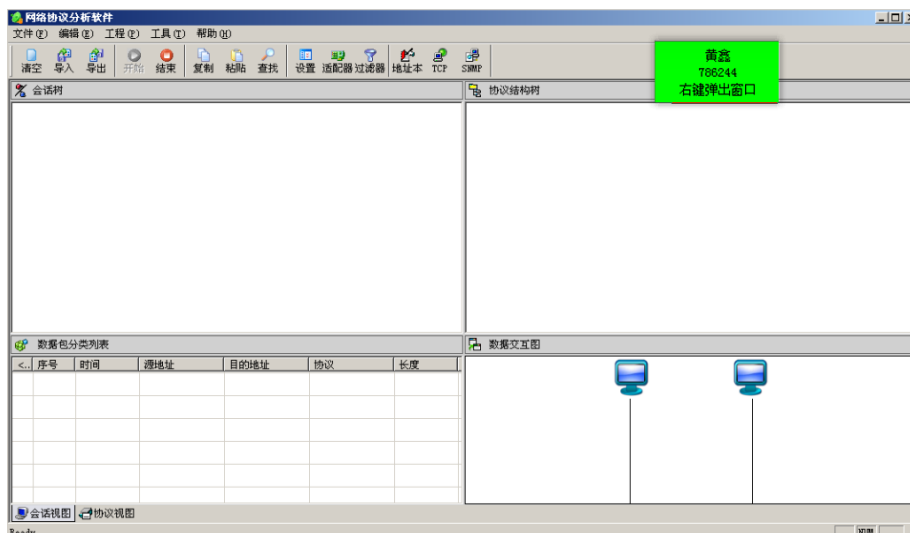 网络协议分析软件
文件(F) 编辑(E) 工程(P) 工具(T) 帮助(H)
清空 导入 导出 开始 结束 复制 粘贴 查找 设置 适配器 过滤器 地址本 TCP SNMP
黄鑫
786244
右键弹出窗口
会话树
协议结构树
数据包分类列表
数据交互图
<.. 序号 时间 源地址 目的地址 协议 长度
会话视图 协议视图
Ready